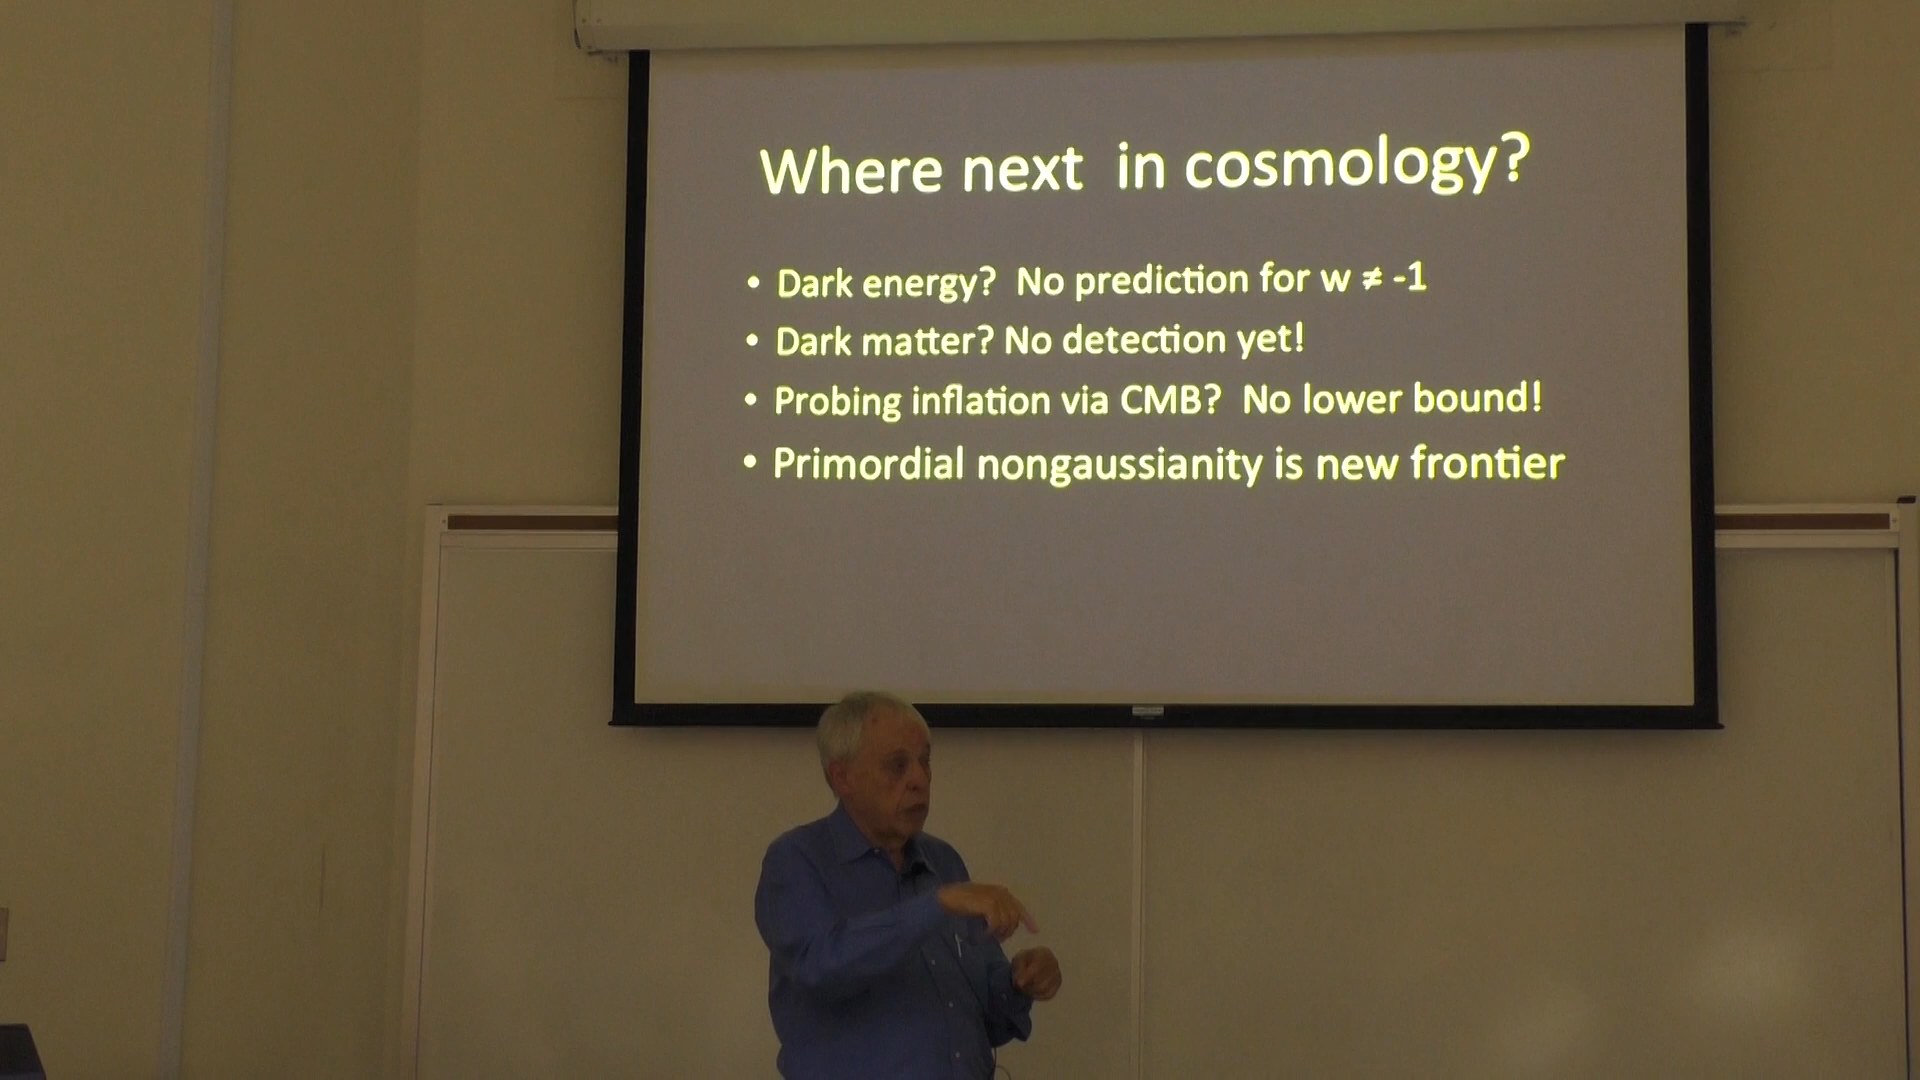 Where next in cosmology?
• Dark energy? No prediction for w ≠ -1
• Dark matter? No detection yet!
• Probing inflation via CMB? No lower bound!
• Primordial nongaussianity is new frontier